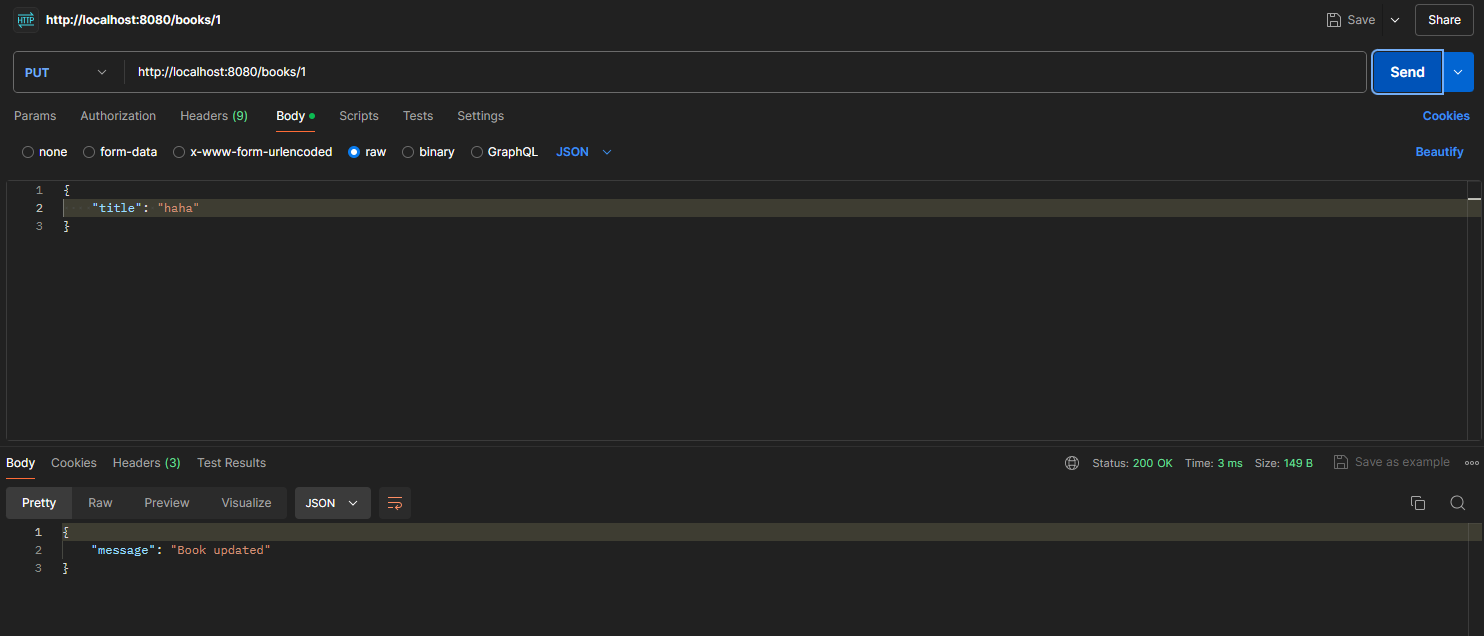 HTTP http://localhost:8080/books/1 Save Share
PUT http://localhost:8080/books/1 Send
Params Authorization Headers (9) Body Scripts Tests Settings Cookies
none form-data x-www-form-urlencoded raw binary GraphQL JSON Beautify
1 {
2 "title": "haha"
3 }
Body Cookies Headers (3) Test Results Status: 200 OK Time: 3 ms Size: 149 B Save as example
Pretty Raw Preview Visualize JSON
1 {
2 "message": "Book updated"
3 }